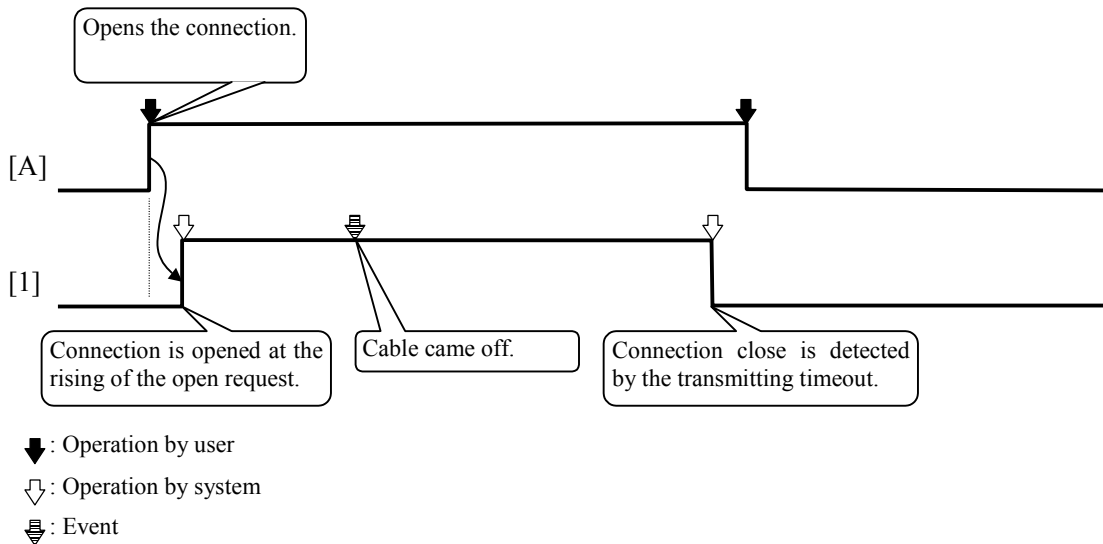 Opens the connection.
[A]
[1]
Connection is opened at the
rising of the open request.
Cable came off.
Connection close is detected
by the transmitting timeout.
: Operation by user
: Operation by system
: Event